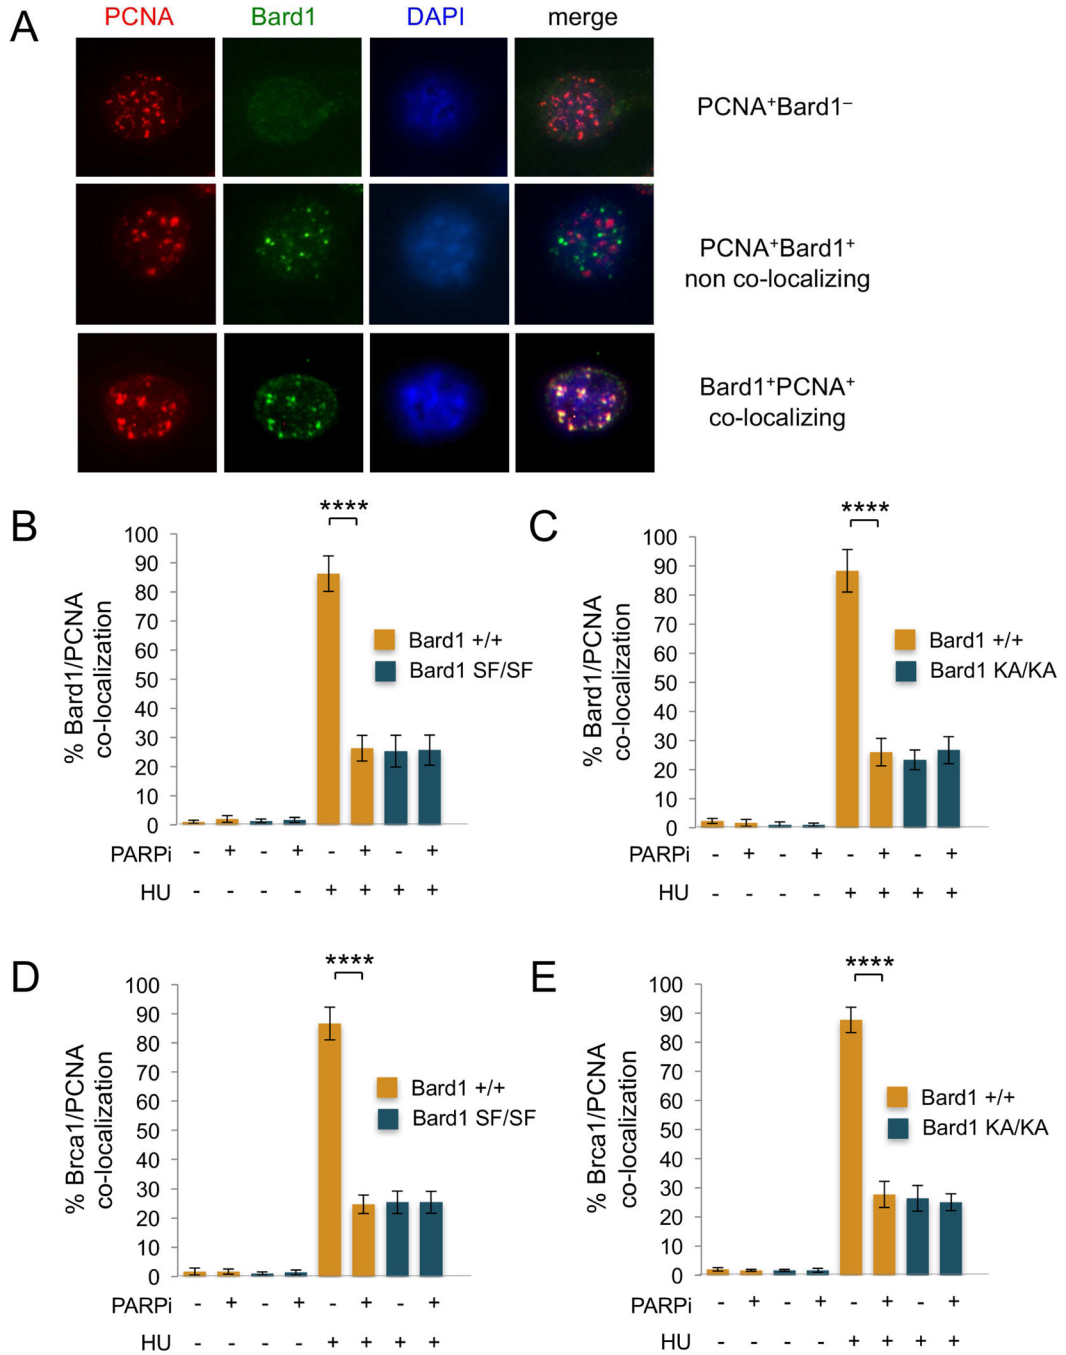 A
PCNA Bard1 DAPI merge
PCNA⁺Bard1⁻
PCNA⁺Bard1⁺
non co-localizing
Bard1⁺PCNA⁺
co-localizing
B
****
% Bard1/PCNA
co-localization
100
90
80
70
60
50
40
30
20
10
0
Bard1 +/+
Bard1 SF/SF
PARPi - + - + - + - +
HU - - - - + + + +
C
****
% Bard1/PCNA
co-localization
100
90
80
70
60
50
40
30
20
10
0
Bard1 +/+
Bard1 KA/KA
PARPi - + - + - + - +
HU - - - - + + + +
D
****
% Brca1/PCNA
co-localization
100
90
80
70
60
50
40
30
20
10
0
Bard1 +/+
Bard1 SF/SF
PARPi - + - + - + - +
HU - - - - + + + +
E
****
% Brca1/PCNA
co-localization
100
90
80
70
60
50
40
30
20
10
0
Bard1 +/+
Bard1 KA/KA
PARPi - + - + - + - +
HU - - - - + + + +